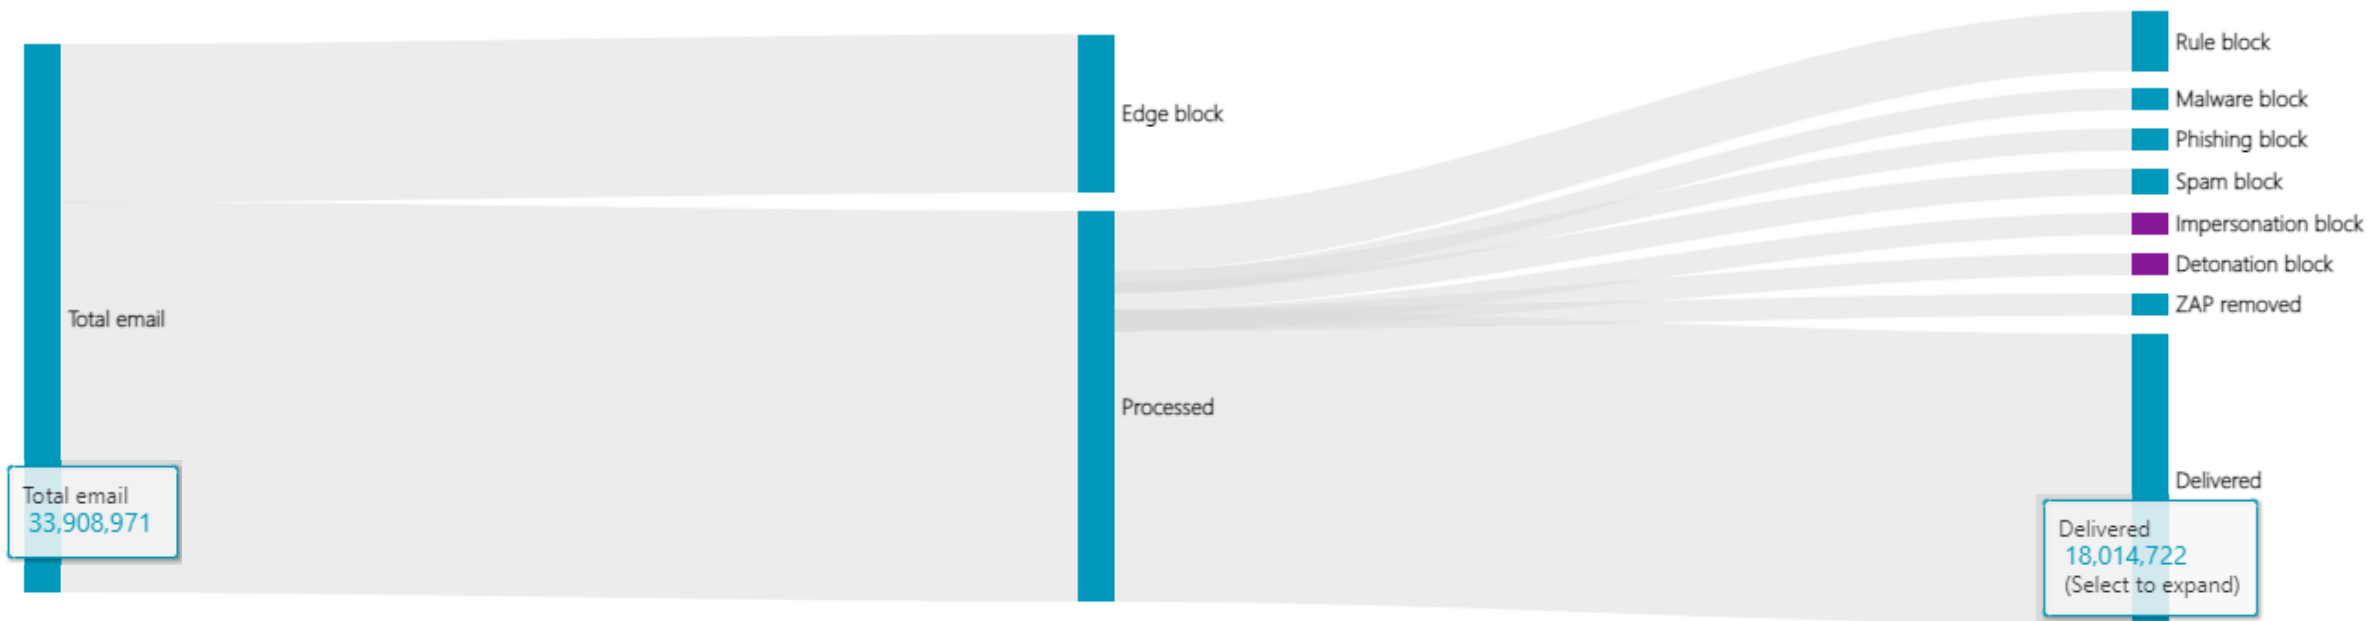 Rule block
Malware block
Edge block
Phishing block
Spam block
Impersonation block
Detonation block
ZAP removed
Total email
Processed
Delivered
Total email
33,908,971
Delivered
18,014,722
(Select to expand)